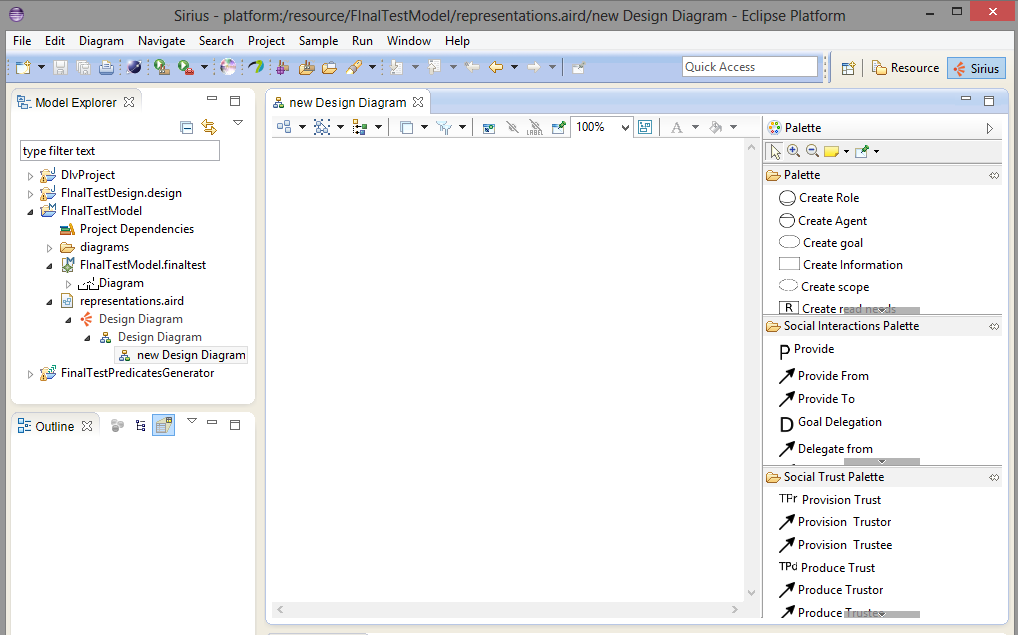 Sirius - platform:/resource/FInalTestModel/representations.aird/new Design Diagram - Eclipse Platform
File Edit Diagram Navigate Search Project Sample Run Window Help
Quick Access
Resource
Sirius
Model Explorer
type filter text
DlvProject
FInalTestDesign.design
FInalTestModel
Project Dependencies
diagrams
FInalTestModel.finaltest
Diagram
representations.aird
Design Diagram
Design Diagram
new Design Diagram
FInalTestPredicatesGenerator
Outline
new Design Diagram
LABEL
100%
A
Palette
Palette
Create Role
Create Agent
Create goal
Create Information
Create scope
R Create read needs
Social Interactions Palette
P Provide
Provide From
Provide To
D Goal Delegation
Delegate from
Social Trust Palette
TPr Provision Trust
Provision Trustor
Provision Trustee
TPd Produce Trust
Produce Trustor
Produce Trustee